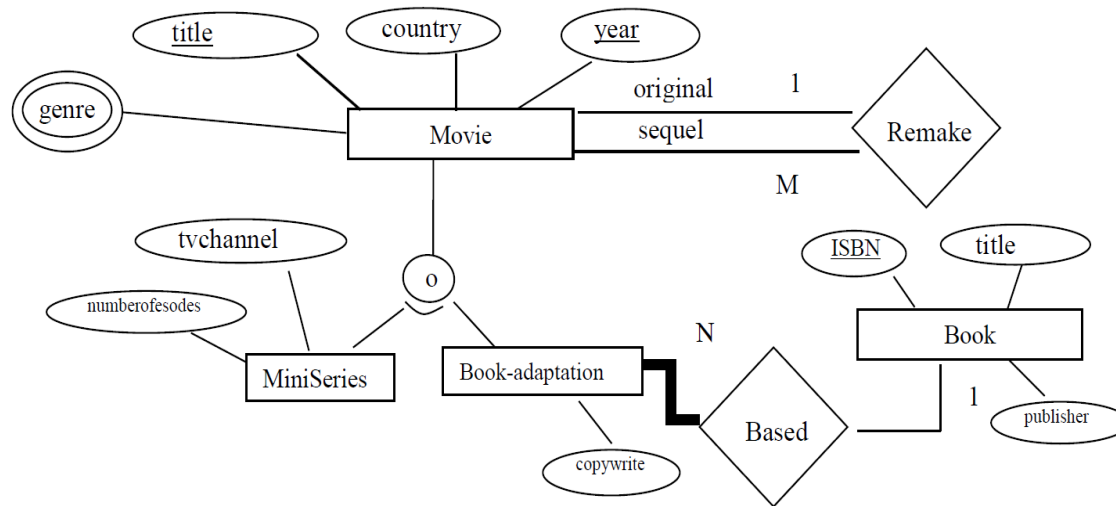 title
country
year
genre
original
1
Movie
sequel
Remake
M
tvchannel
ISBN
title
o
numberofesodes
N
Book
MiniSeries
Book-adaptation
1
publisher
Based
copywrite